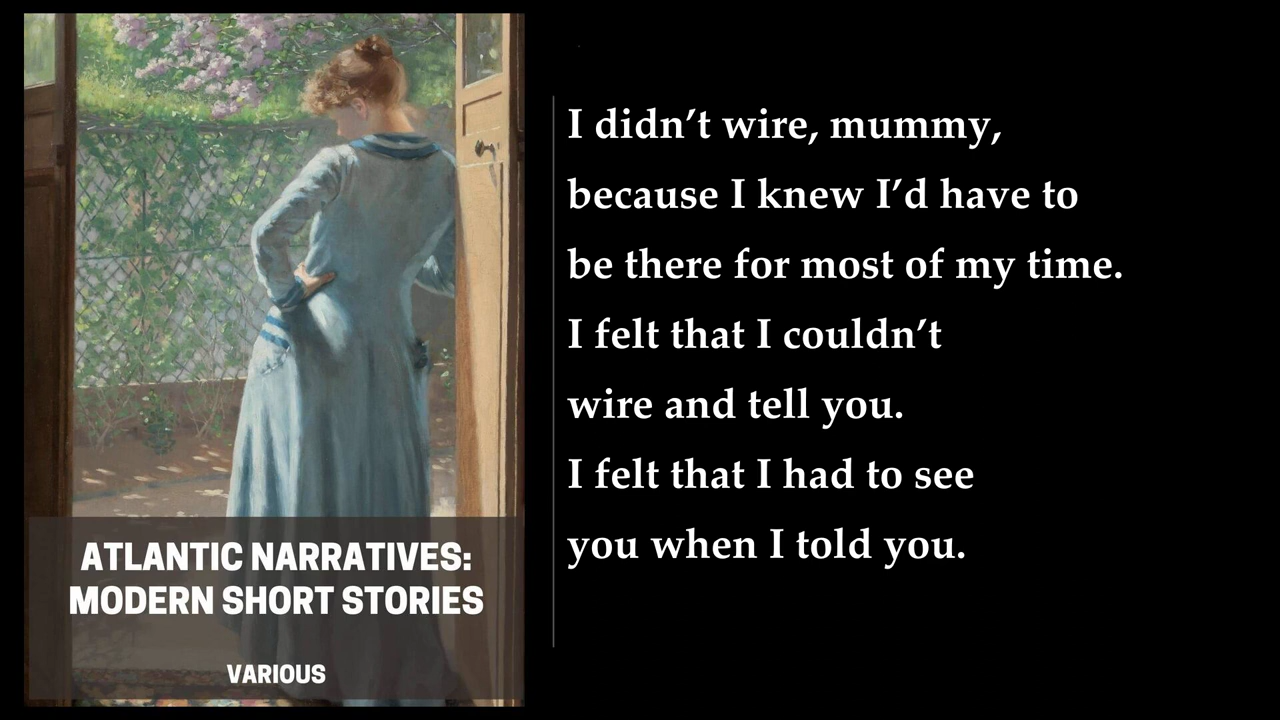 I didn’t wire, mummy,
because I knew I’d have to
be there for most of my time.
I felt that I couldn’t
wire and tell you.
I felt that I had to see
you when I told you.
ATLANTIC NARRATIVES:
MODERN SHORT STORIES
VARIOUS